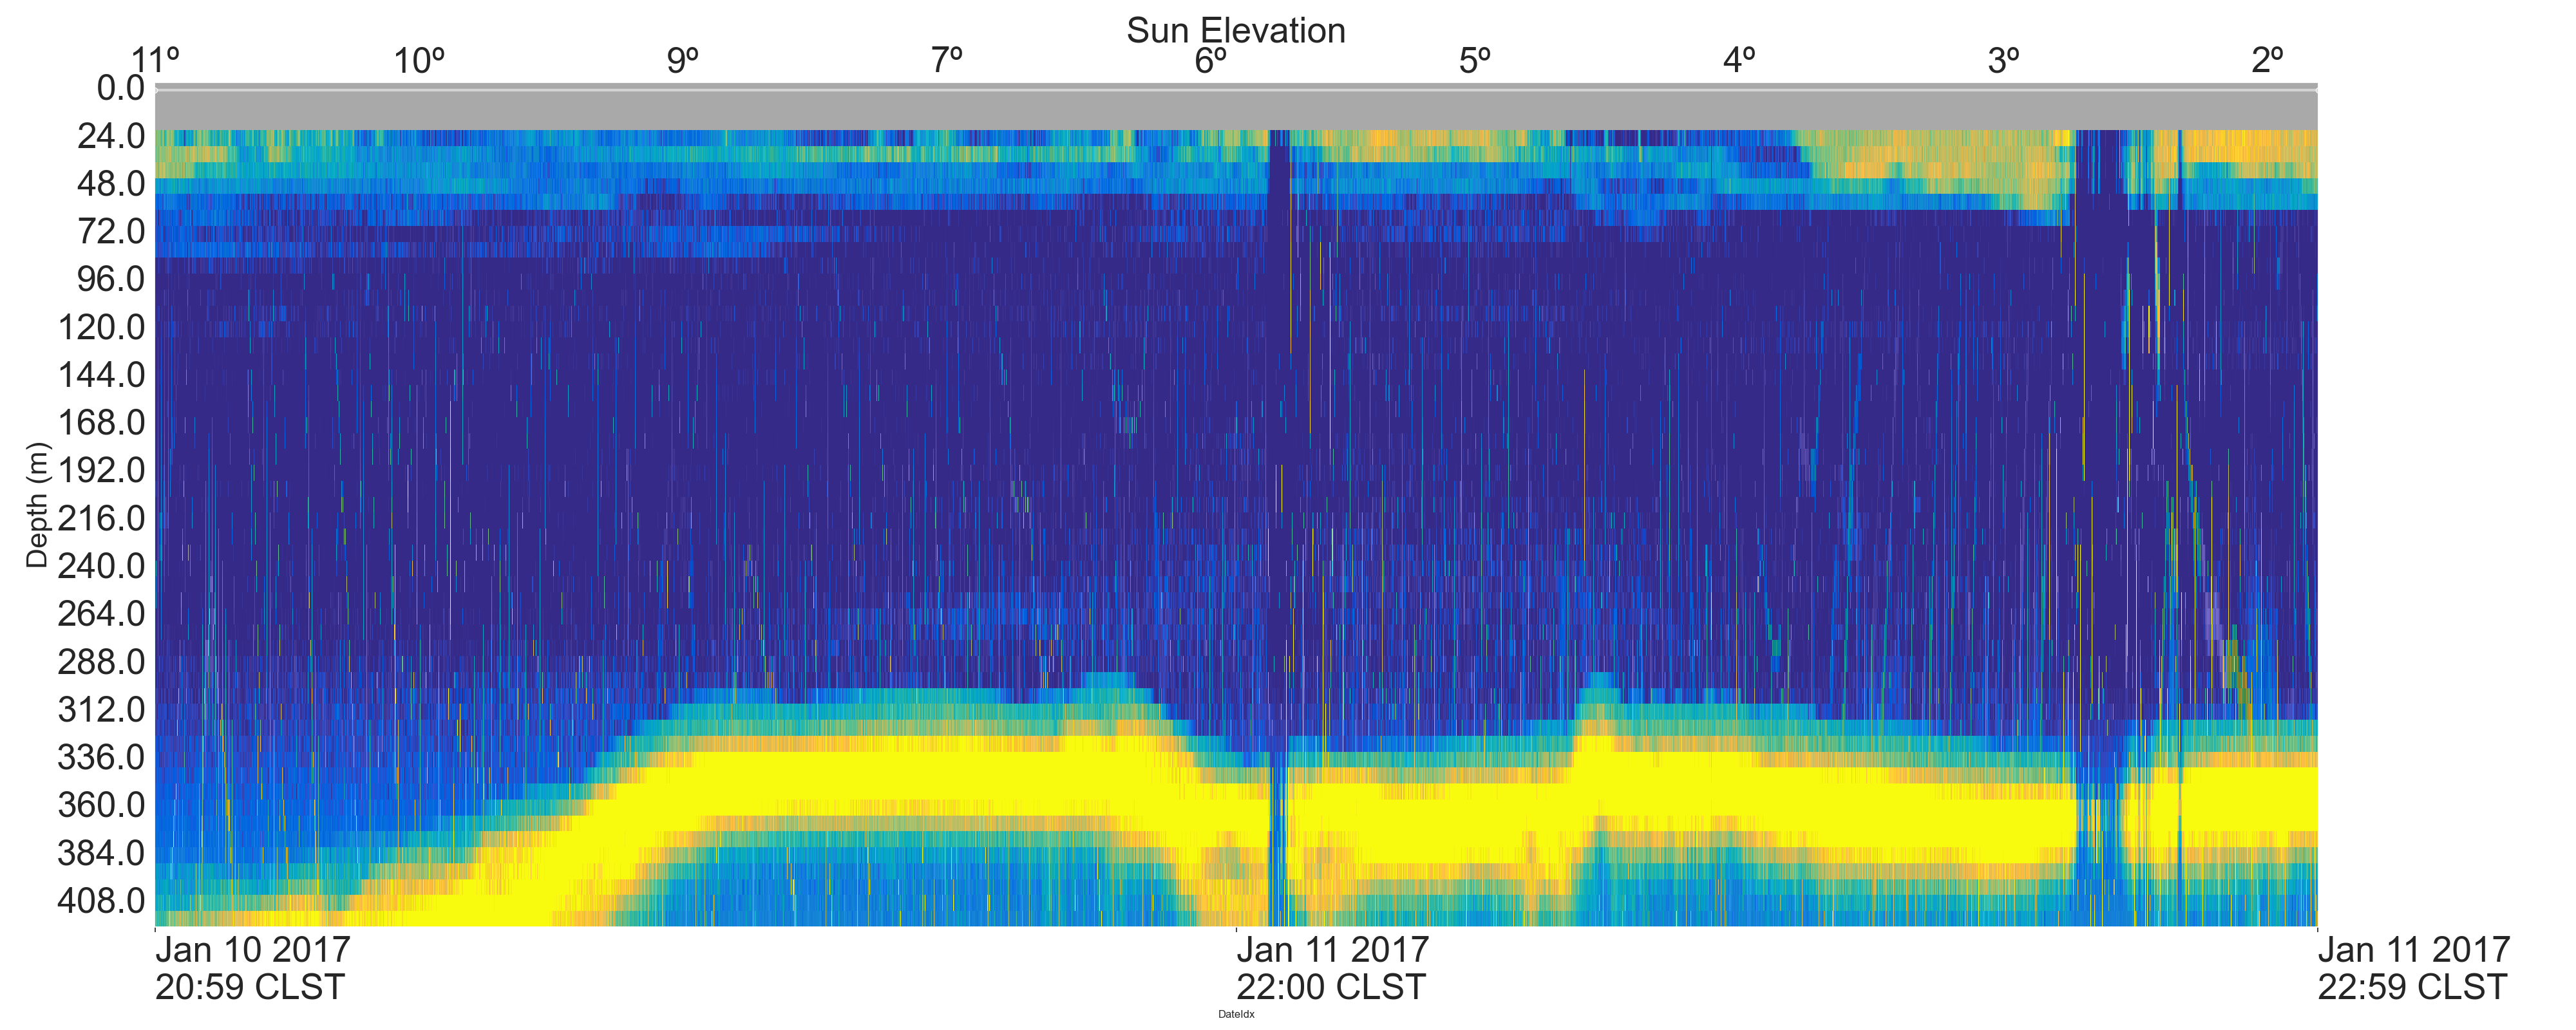 Sun Elevation
11º 10º 9º 7º 6º 5º 4º 3º 2º
0.0
24.0
48.0
72.0
96.0
120.0
144.0
168.0
192.0
216.0
240.0
264.0
288.0
312.0
336.0
360.0
384.0
408.0
Depth (m)
Jan 10 2017
20:59 CLST
Jan 11 2017
22:00 CLST
Jan 11 2017
22:59 CLST
DateIdx